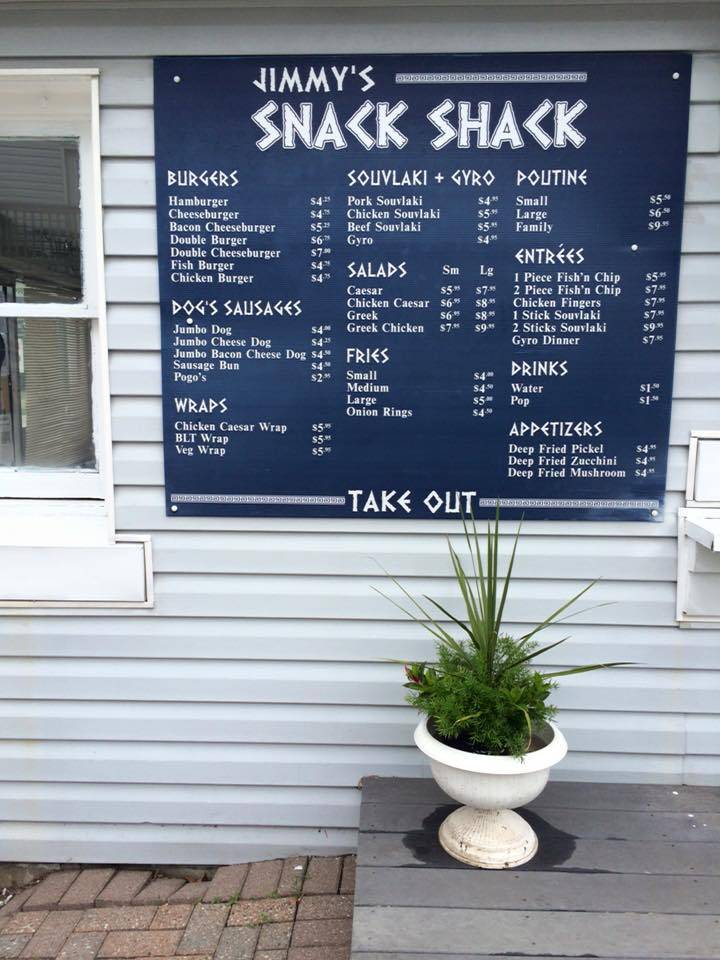 JIMMY'S
SNACK SHACK
BURGERS
Hamburger $4.25
Cheeseburger $4.75
Bacon Cheeseburger $5.25
Double Burger $6.75
Double Cheeseburger $7.00
Fish Burger $4.75
Chicken Burger $4.75
DOG'S SAUSAGES
Jumbo Dog $4.00
Jumbo Cheese Dog $4.25
Jumbo Bacon Cheese Dog $4.50
Sausage Bun $4.50
Pogo's $2.95
WRAPS
Chicken Caesar Wrap $5.95
BLT Wrap $5.95
Veg Wrap $5.95
SOUVLAKI + GYRO
Pork Souvlaki $4.95
Chicken Souvlaki $5.95
Beef Souvlaki $5.95
Gyro $4.95
SALADS Sm Lg
Caesar $5.95 $7.95
Chicken Caesar $6.95 $8.95
Greek $6.95 $8.95
Greek Chicken $7.95 $9.95
FRIES
Small $4.00
Medium $4.50
Large $5.00
Onion Rings $4.50
POUTINE
Small $5.50
Large $6.50
Family $9.95
ENTRÉES
1 Piece Fish'n Chip $5.95
2 Piece Fish'n Chip $7.95
Chicken Fingers $7.95
1 Stick Souvlaki $7.95
2 Sticks Souvlaki $9.95
Gyro Dinner $7.95
DRINKS
Water $1.50
Pop $1.50
APPETIZERS
Deep Fried Pickel $4.95
Deep Fried Zucchini $4.95
Deep Fried Mushroom $4.95
TAKE OUT